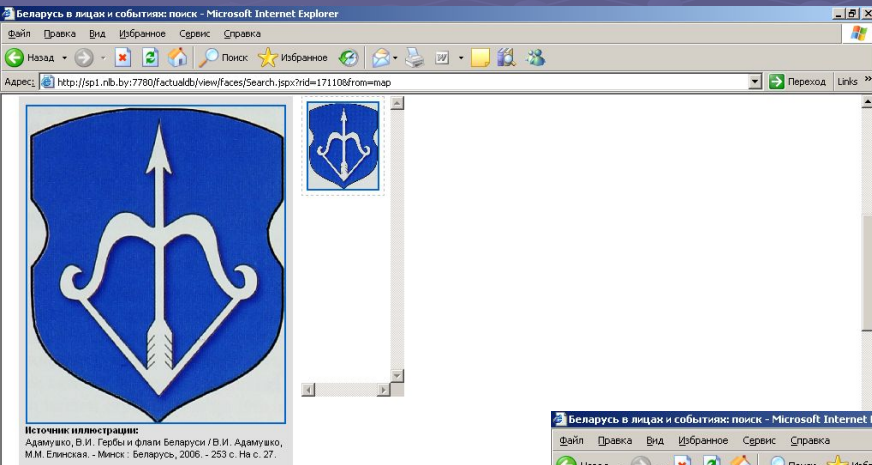 Беларусь в лицах и событиях: поиск - Microsoft Internet Explorer
Файл Правка Вид Избранное Сервис Справка
Назад Поиск Избранное
Адрес: http://sp1.nlb.by:7780/factualdb/view/faces/Search.jspx?rid=17110&from=map Переход Links »
Источник иллюстрации:
Адамушко, В.И. Гербы и флаги Беларуси / В.И. Адамушко,
М.М. Елинская. - Минск : Беларусь, 2006. - 253 с. На с. 27.
Беларусь в лицах и событиях: поиск - Microsoft Internet
Файл Правка Вид Избранное Сервис Справка